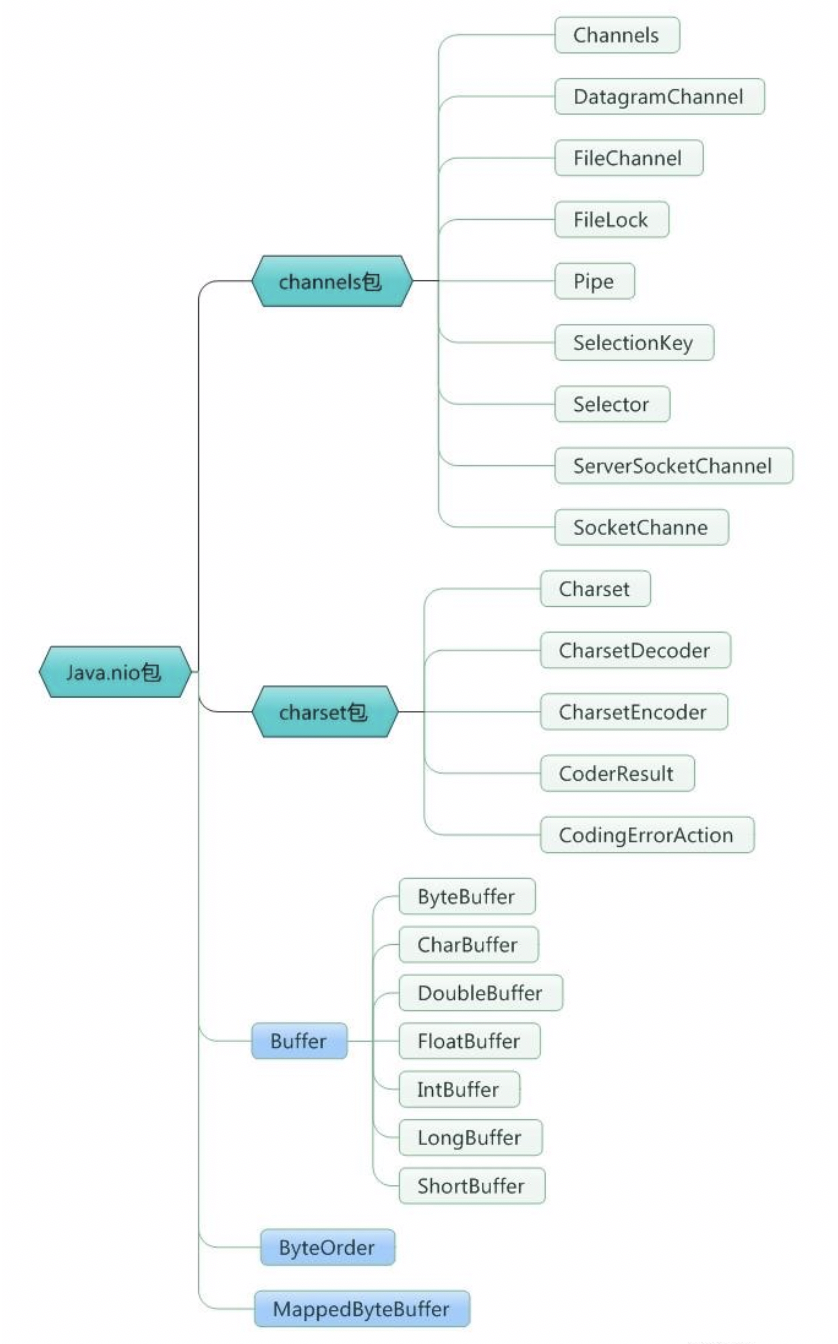 Channels
DatagramChannel
FileChannel
FileLock
channels包
Pipe
SelectionKey
Selector
ServerSocketChannel
SocketChanne
Charset
CharsetDecoder
Java.nio包
charset包
CharsetEncoder
CoderResult
CodingErrorAction
ByteBuffer
CharBuffer
DoubleBuffer
Buffer
FloatBuffer
IntBuffer
LongBuffer
ShortBuffer
ByteOrder
MappedByteBuffer